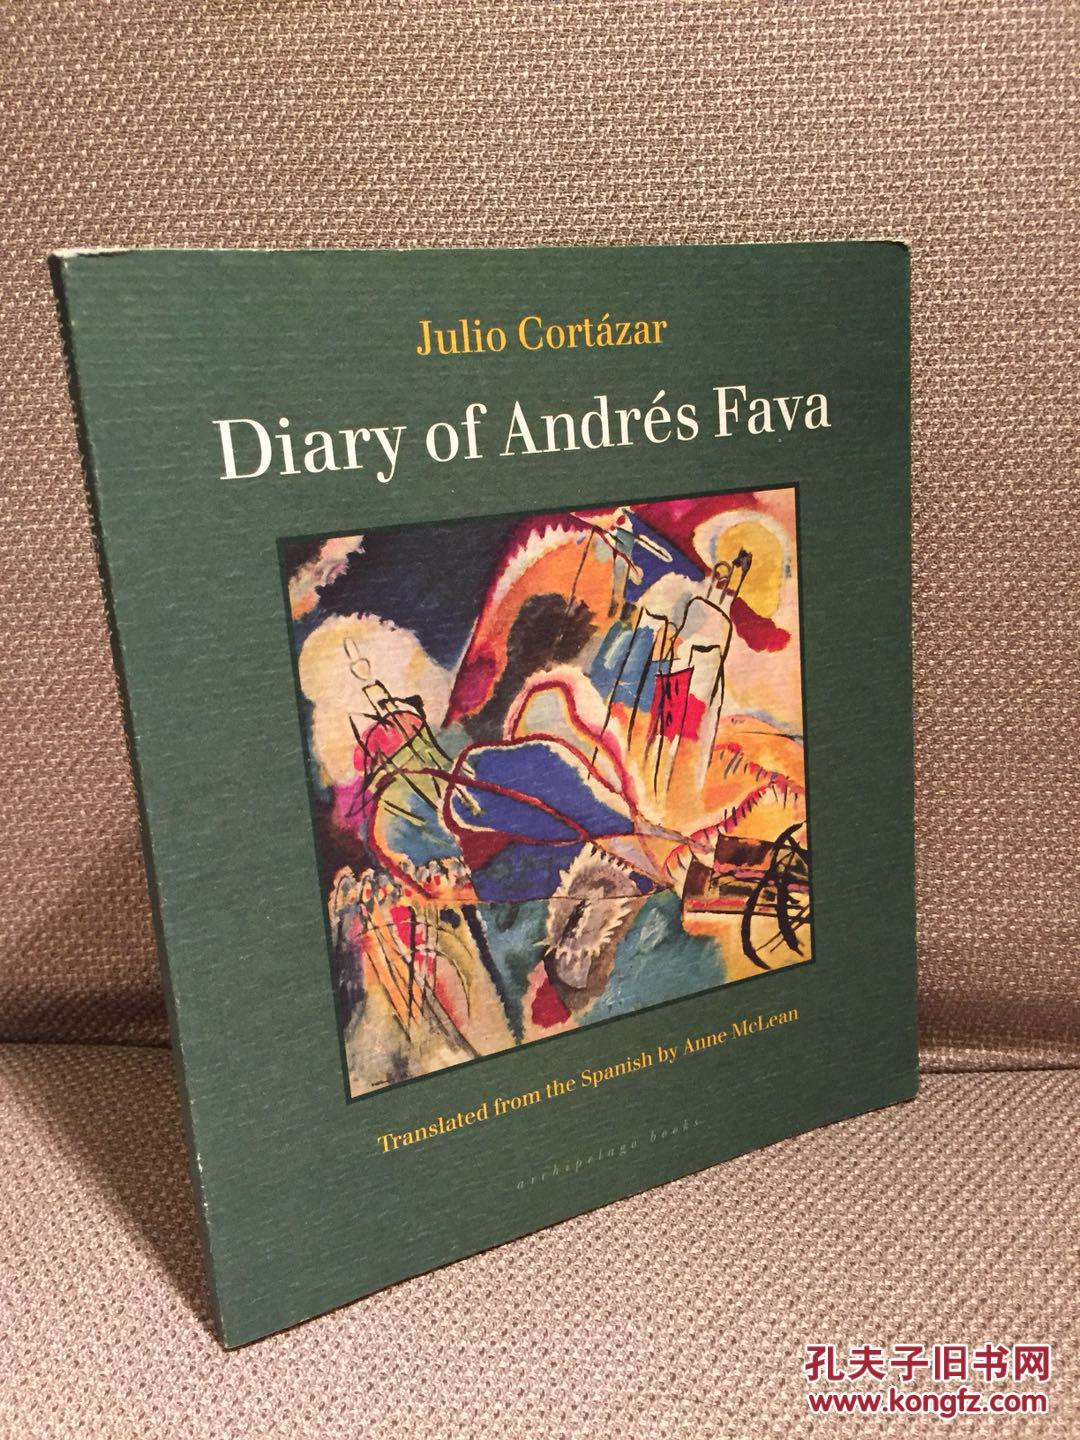 Julio Cortázar
Diary of Andrés Fava
Translated from the Spanish by Anne McLean
archipelago books
孔夫子旧书网
www.kongfz.com